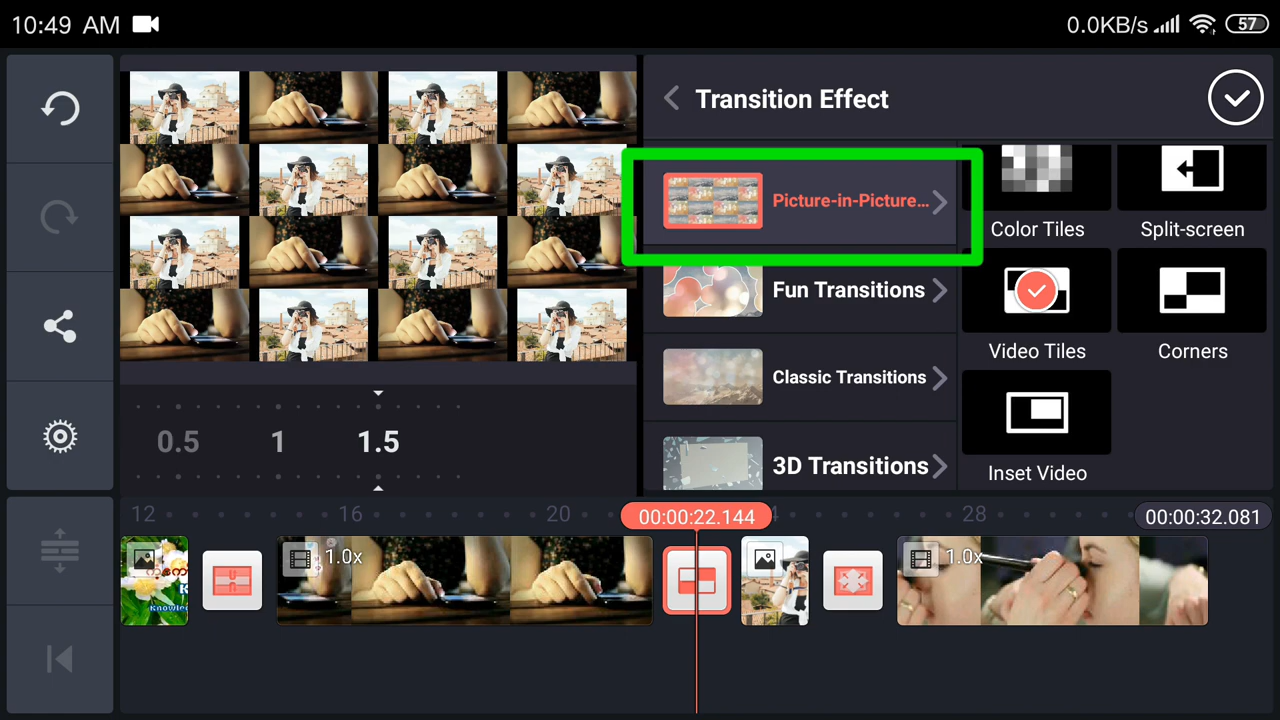 10:49 AM
0.0KB/s
57
Transition Effect
Picture-in-Picture...
Fun Transitions
Classic Transitions
3D Transitions
Color Tiles
Split-screen
Video Tiles
Corners
Inset Video
0.5 1 1.5
12 16 20 00:00:22.144 4 28 00:00:32.081
1.0x
1.0x
Knowle